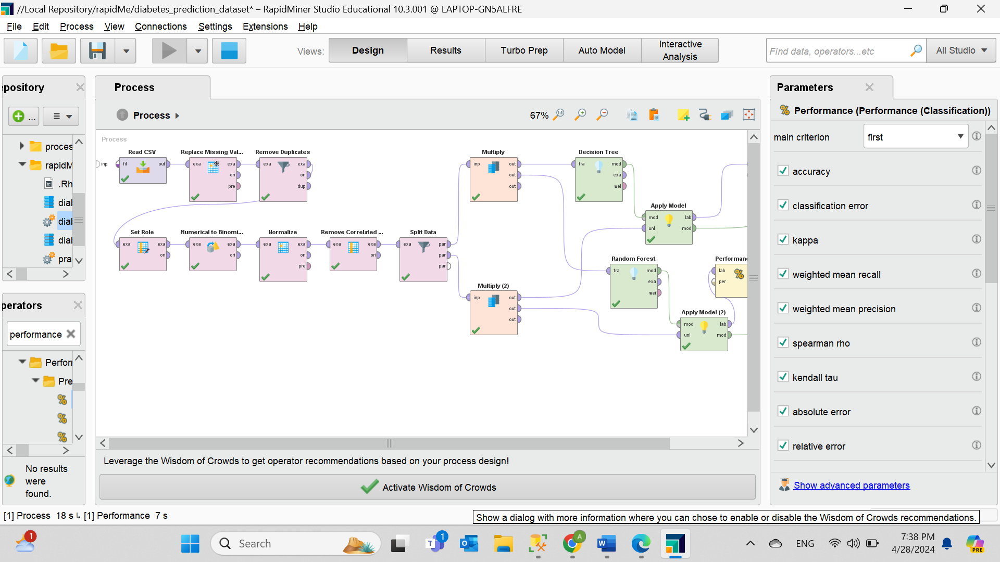 //Local Repository/rapidMe/diabetes_prediction_dataset* – RapidMiner Studio Educational 10.3.001 @ LAPTOP-GN5ALFRE
File Edit Process View Connections Settings Extensions Help
Views: Design Results Turbo Prep Auto Model Interactive Analysis
Find data, operators...etc
All Studio
epository
...
proces
rapidM
.Rh
dial
dial
dial
pra
perators
performance
Perfor
Pre
No results
were
found.
Process
Process
67%
Process
inp
Read CSV
fil out
Replace Missing Val...
exa exa
ori
pre
Remove Duplicates
exa exa
ori
dup
Set Role
exa exa
ori
Numerical to Binomi...
exa exa
ori
Normalize
exa exa
ori
pre
Remove Correlated ...
exa exa
ori
Split Data
exa par
par
par
Multiply
inp out
out
out
Multiply (2)
inp out
out
out
Decision Tree
tra mod
exa
wei
Apply Model
mod lab
unl mod
Random Forest
tra mod
exa
wei
Apply Model (2)
mod lab
unl mod
Performanc
lab
per
Leverage the Wisdom of Crowds to get operator recommendations based on your process design!
Activate Wisdom of Crowds
Parameters
% Performance (Performance (Classification))
main criterion first
accuracy
classification error
kappa
weighted mean recall
weighted mean precision
spearman rho
kendall tau
absolute error
relative error
Show advanced parameters
[1] Process 18 s ↳ [1] Performance 7 s
Show a dialog with more information where you can chose to enable or disable the Wisdom of Crowds recommendations.
1
Search
1
A
ENG
7:38 PM
4/28/2024
PRE